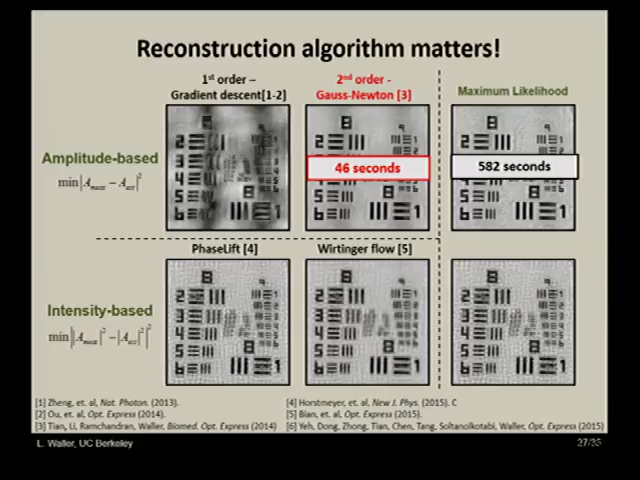 Reconstruction algorithm matters!
1st order –
Gradient descent[1-2]
2nd order -
Gauss-Newton [3]
Maximum Likelihood
Amplitude-based
min|A_meas − A_est|²
46 seconds
582 seconds
PhaseLift [4]
Wirtinger flow [5]
Intensity-based
min||A_meas|² − |A_est|²|²
[1] Zheng, et. al, Nat. Photon. (2013).
[2] Ou, et. al, Opt. Express (2014).
[3] Tian, Li, Ramchandran, Waller, Biomed. Opt. Express (2014)
[4] Horstmeyer, et. al, New J. Phys. (2015). C
[5] Bian, et. al, Opt. Express (2015).
[6] Yeh, Dong, Zhong, Tian, Chen, Tang, Soltanolkotabi, Waller, Opt. Express (2015)
L. Waller, UC Berkeley
27/35